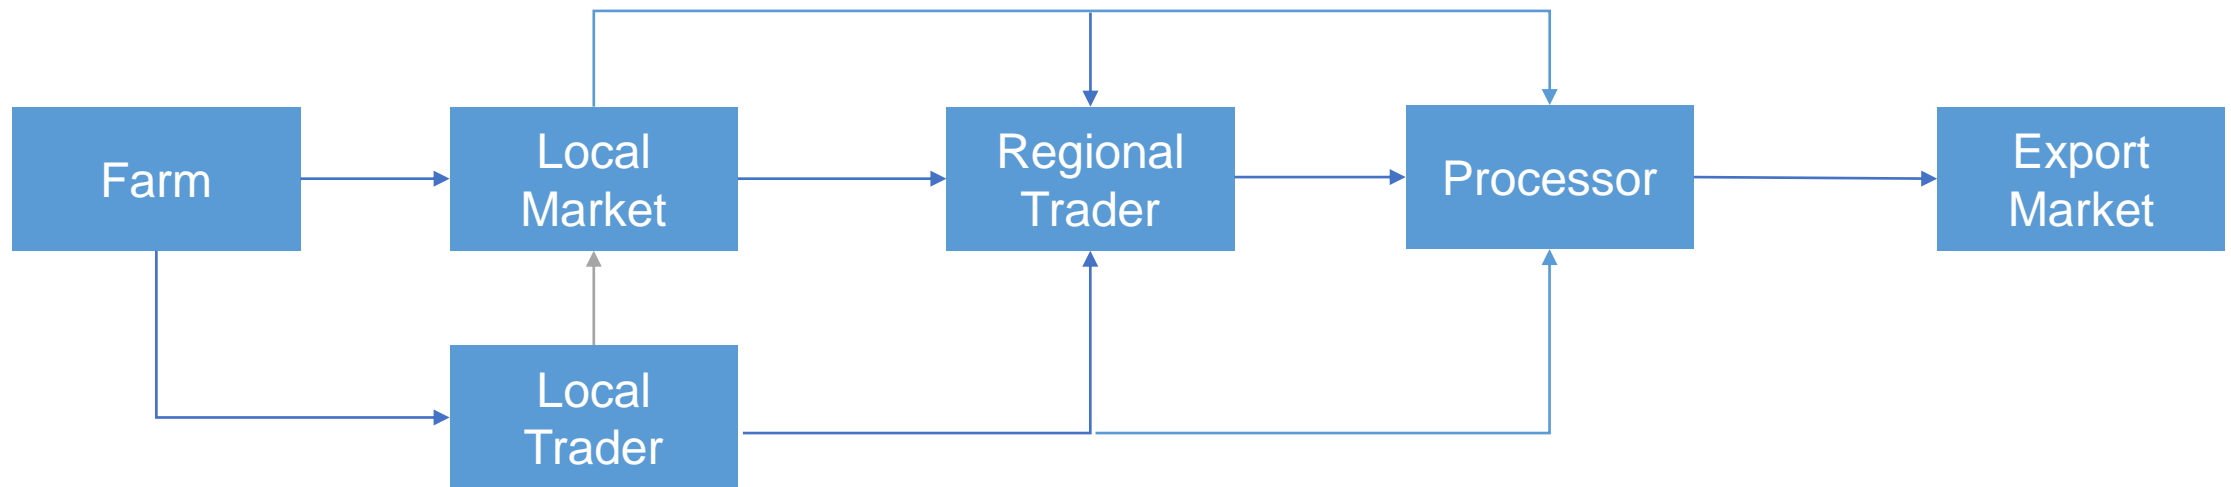 Farm
Local
Market
Regional
Trader
Processor
Export
Market
Local
Trader